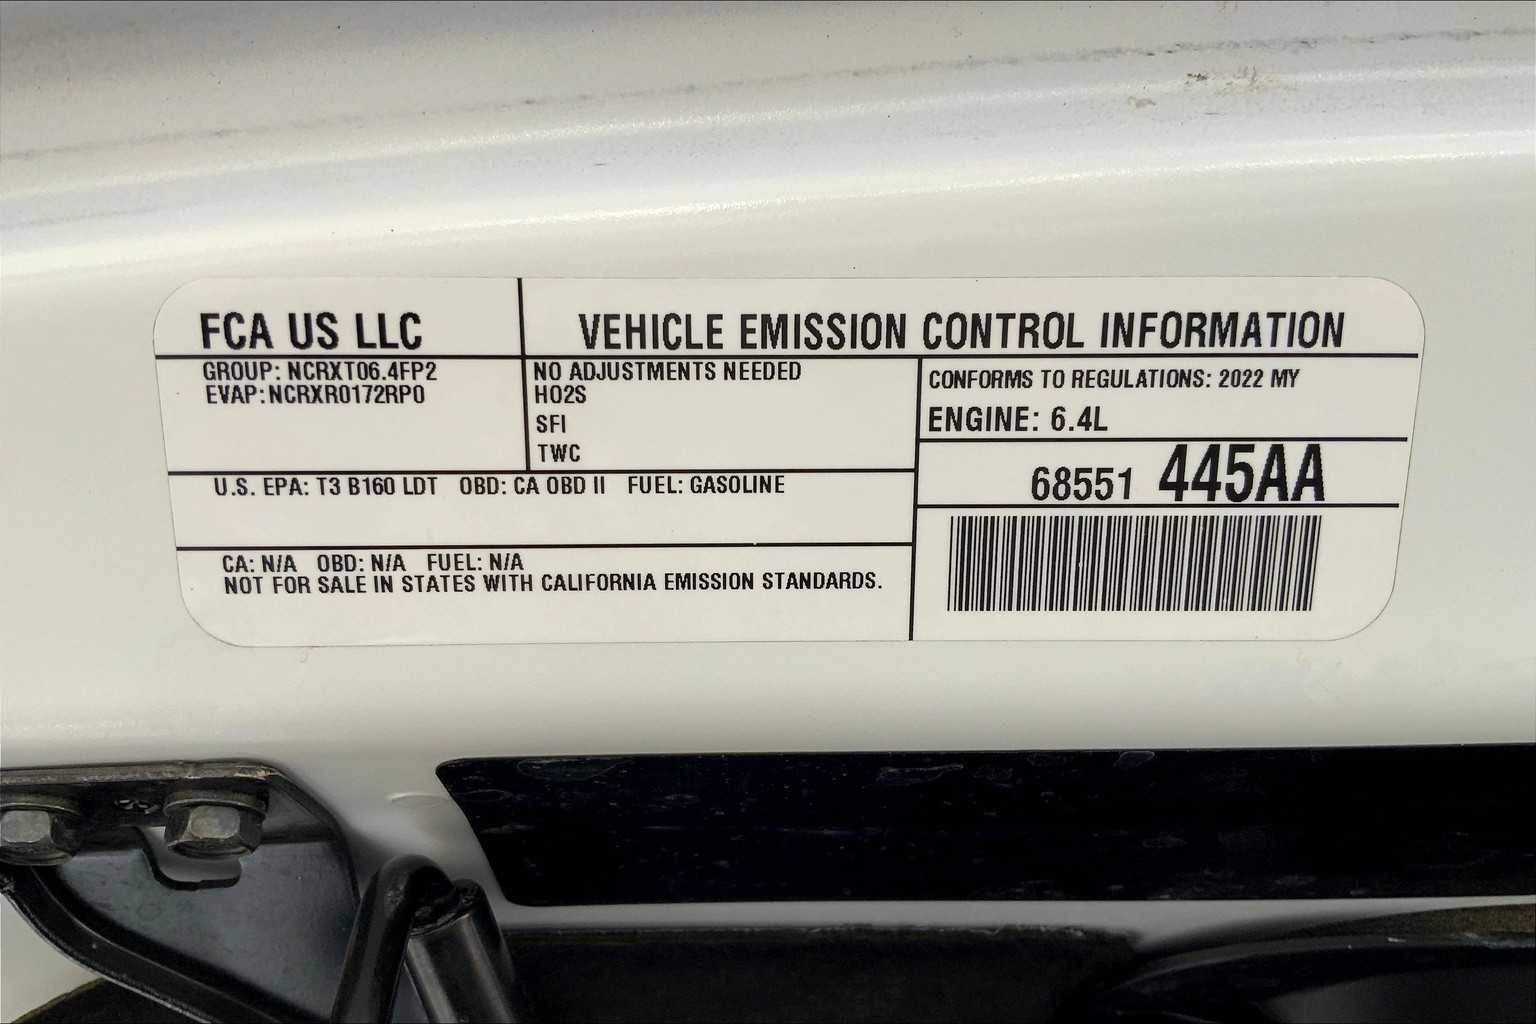 FCA US LLC
VEHICLE EMISSION CONTROL INFORMATION
GROUP: NCRXT06.4FP2
EVAP: NCRXR0172RP0
NO ADJUSTMENTS NEEDED
HO2S
SFI
TWC
CONFORMS TO REGULATIONS: 2022 MY
ENGINE: 6.4L
68551 445AA
U.S. EPA: T3 B160 LDT OBD: CA OBD II FUEL: GASOLINE
CA: N/A OBD: N/A FUEL: N/A
NOT FOR SALE IN STATES WITH CALIFORNIA EMISSION STANDARDS.